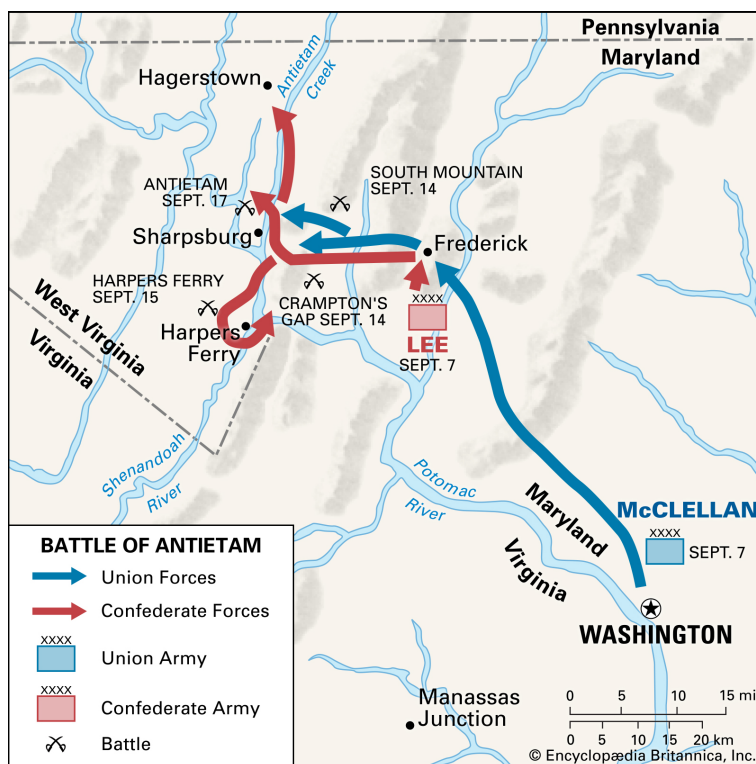 Pennsylvania
Maryland
Hagerstown
Antietam
Creek
SOUTH MOUNTAIN
SEPT. 14
ANTIETAM
SEPT. 17
Sharpsburg
Frederick
HARPERS FERRY
SEPT. 15
West Virginia
Virginia
CRAMPTON'S
GAP SEPT. 14
Harpers
Ferry
XXXX
LEE
SEPT. 7
Shenandoah
River
Potomac
River
Maryland
Virginia
McCLELLAN
XXXX
SEPT. 7
WASHINGTON
BATTLE OF ANTIETAM
Union Forces
Confederate Forces
XXXX
Union Army
XXXX
Confederate Army
Battle
Manassas
Junction
0 5 10 15 mi
0 5 10 15 20 km
© Encyclopædia Britannica, Inc.